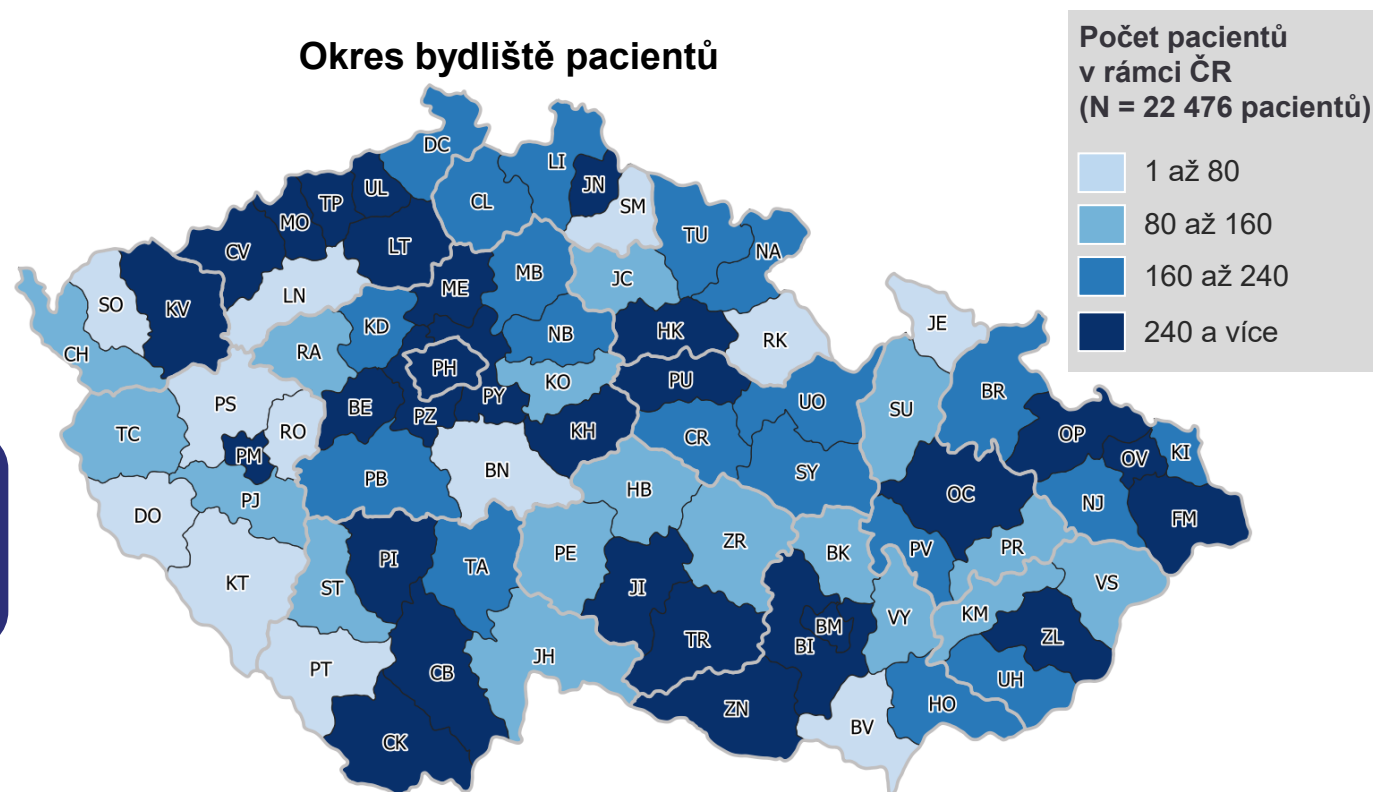 Okres bydliště pacientů
Počet pacientů
v rámci ČR
(N = 22 476 pacientů)
1 až 80
80 až 160
160 až 240
240 a více
DC
LI
UL
JN
TP
CL
SM
MO
TU
CV
LT
NA
MB
JC
ME
LN
SO
KV
JE
KD
NB
HK
RK
RA
CH
PH
KO
PU
BR
PY
PS
BE
UO
SU
PZ
RO
TC
KH
CR
OP
PM
KI
OV
BN
PB
SY
HB
OC
PJ
NJ
DO
FM
ZR
PV
PR
PE
BK
PI
TA
VS
KT
ST
JI
KM
VY
BM
TR
ZL
BI
JH
PT
CB
UH
HO
ZN
BV
CK